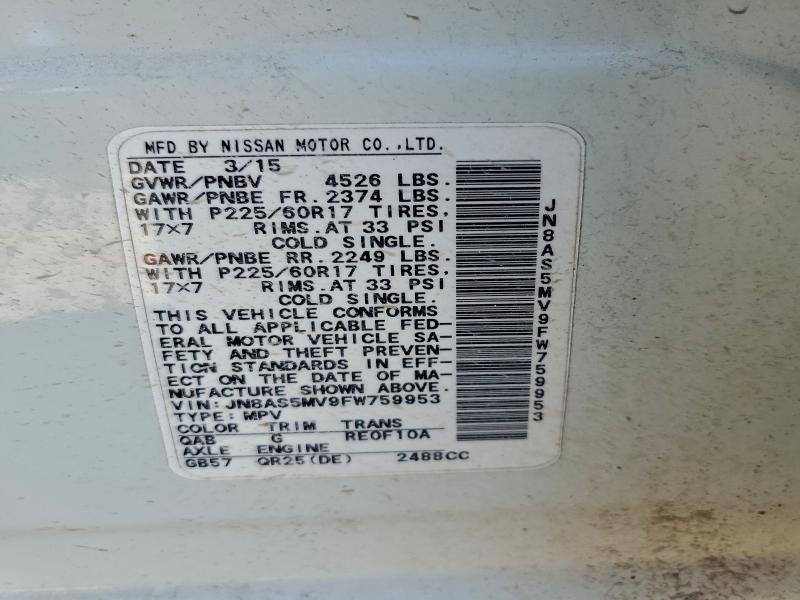 MFD BY NISSAN MOTOR CO.,LTD.
DATE 3/15
GVWR/PNBV 4526 LBS.
GAWR/PNBE FR. 2374 LBS.
WITH P225/60R17 TIRES,
17×7 RIMS.AT 33 PSI
COLD SINGLE.
GAWR/PNBE RR. 2249 LBS.
WITH P225/60R17 TIRES,
17×7 RIMS.AT 33 PSI
COLD SINGLE.
THIS VEHICLE CONFORMS
TO ALL APPLICABLE FED-
ERAL MOTOR VEHICLE SA-
FETY AND THEFT PREVEN-
TION STANDARDS IN EFF-
ECT ON THE DATE OF MA-
NUFACTURE SHOWN ABOVE.
VIN:JN8AS5MV9FW759953
TYPE:MPV
COLOR TRIM TRANS
QAB G RE0F10A
AXLE ENGINE
GB57 QR25(DE) 2488CC
JN8AS5MV9FW759953